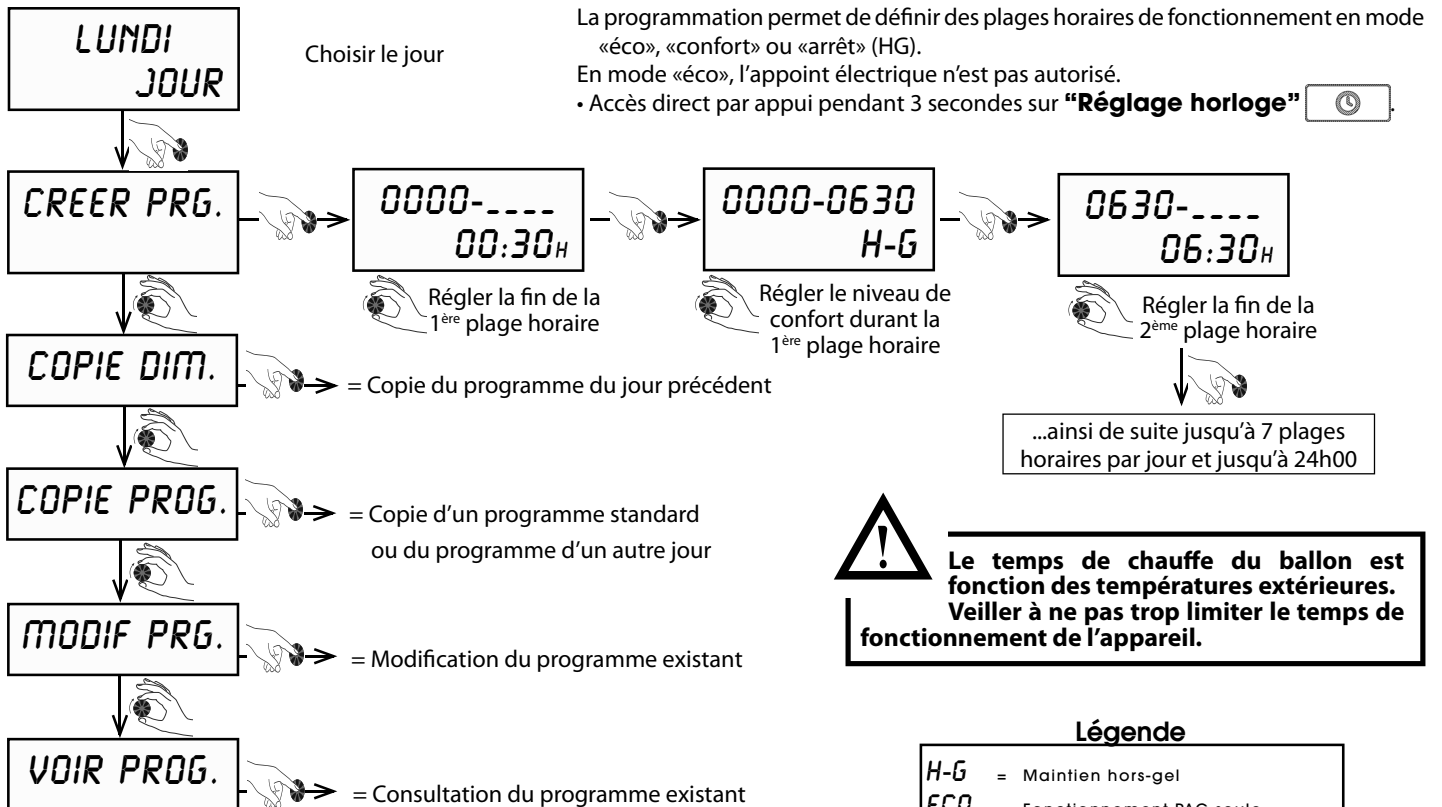 La programmation permet de définir des plages horaires de fonctionnement en mode
«éco», «confort» ou «arrêt» (HG).
En mode «éco», l'appoint électrique n'est pas autorisé.
• Accès direct par appui pendant 3 secondes sur “Réglage horloge” .
LUNDI
JOUR
Choisir le jour
CREER PRG.
0000-____
00:30H
Régler la fin de la
1ère plage horaire
0000-0630
H-G
Régler le niveau de
confort durant la
1ère plage horaire
0630-____
06:30H
Régler la fin de la
2ème plage horaire
...ainsi de suite jusqu'à 7 plages
horaires par jour et jusqu'à 24h00
COPIE DIM.
= Copie du programme du jour précédent
COPIE PROG.
= Copie d'un programme standard
ou du programme d'un autre jour
MODIF PRG.
= Modification du programme existant
VOIR PROG.
= Consultation du programme existant
!
Le temps de chauffe du ballon est
fonction des températures extérieures.
Veiller à ne pas trop limiter le temps de
fonctionnement de l'appareil.
Légende
H-G = Maintien hors-gel
ECO = Fonctionnement PAC seule